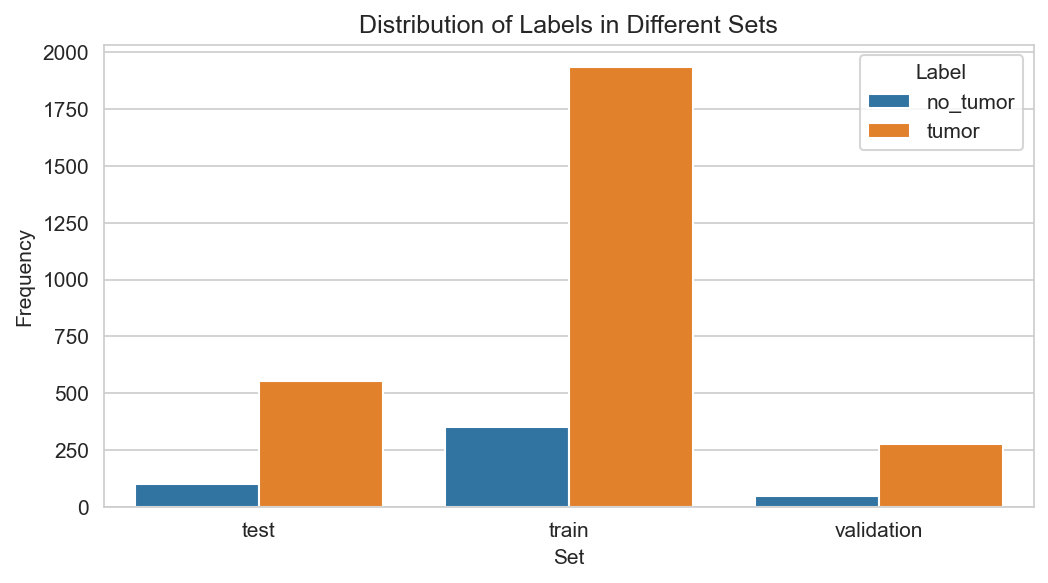 Distribution of Labels in Different Sets
Label
no_tumor
tumor
Frequency
2000
1750
1500
1250
1000
750
500
250
0
test train validation
Set